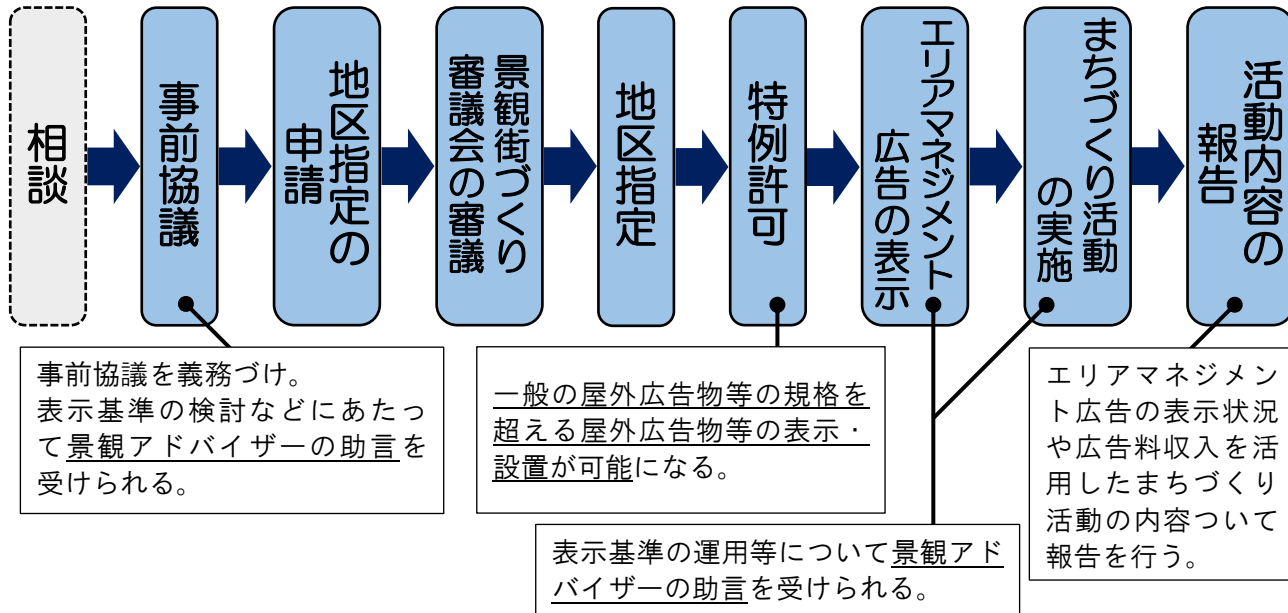 相談
事前協議
地区指定の
申請
景観街づくり
審議会の審議
地区指定
特例許可
エリアマネジメント
広告の表示
まちづくり活動
の実施
活動内容の
報告
事前協議を義務づけ。
表示基準の検討などにあたっ
て景観アドバイザーの助言を
受けられる。
一般の屋外広告物等の規格を
超える屋外広告物等の表示・
設置が可能になる。
表示基準の運用等について景観アド
バイザーの助言を受けられる。
エリアマネジメン
ト広告の表示状況
や広告料収入を活
用したまちづくり
活動の内容ついて
報告を行う。